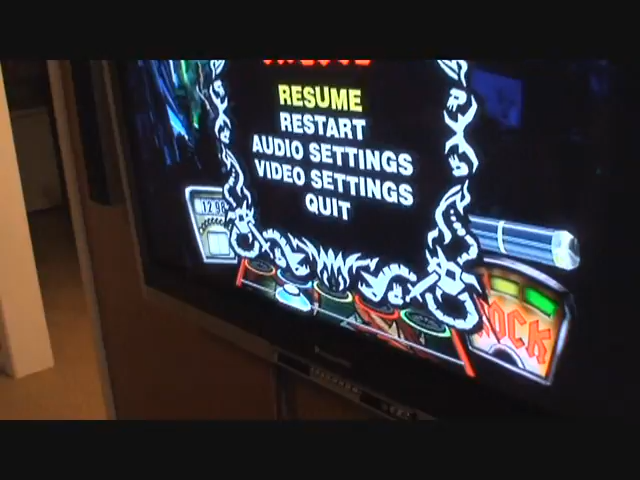 RESUME
RESTART
AUDIO SETTINGS
VIDEO SETTINGS
QUIT
ROCK